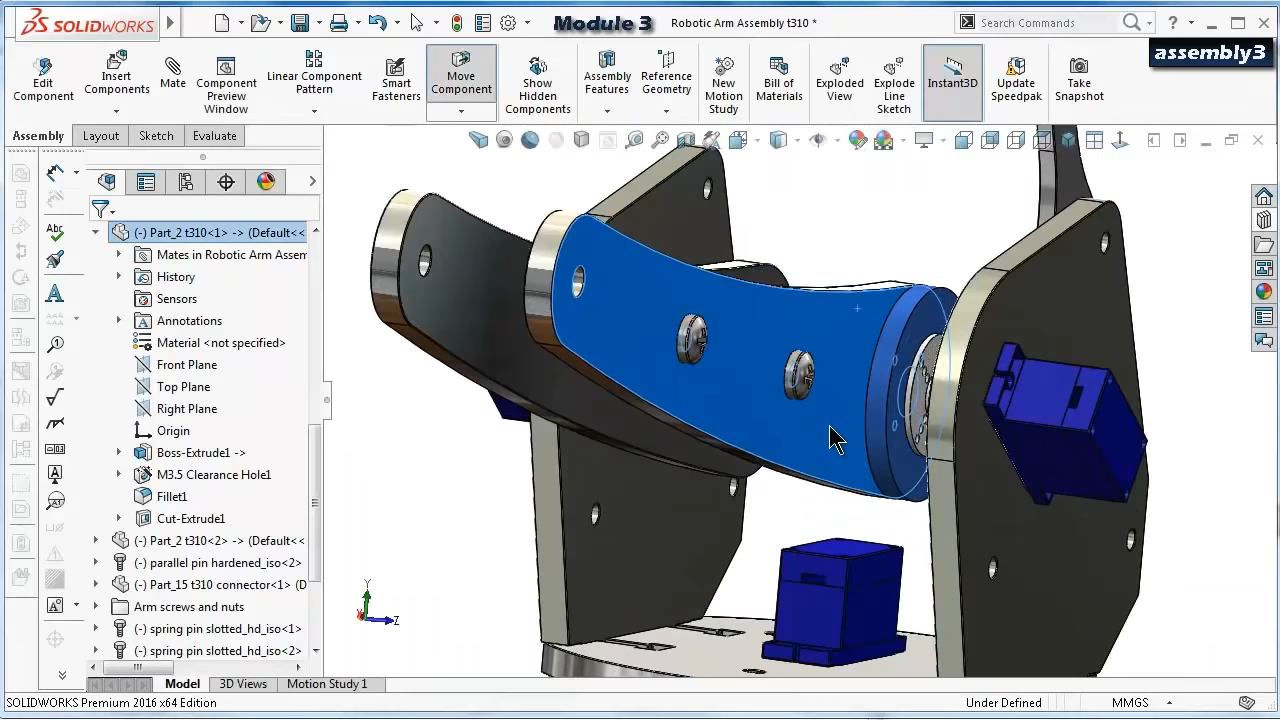 SOLIDWORKS
Module 3
Robotic Arm Assembly t310 *
Search Commands
?
assembly3
Edit Component
Insert Components
Mate
Component Preview Window
Linear Component Pattern
Smart Fasteners
Move Component
Show Hidden Components
Assembly Features
Reference Geometry
New Motion Study
Bill of Materials
Exploded View
Explode Line Sketch
Instant3D
Update Speedpak
Take Snapshot
Assembly
Layout
Sketch
Evaluate
(-) Part_2 t310<1> -> (Default<<
Mates in Robotic Arm Assem
History
Sensors
Annotations
Material <not specified>
Front Plane
Top Plane
Right Plane
Origin
Boss-Extrude1 ->
M3.5 Clearance Hole1
Fillet1
Cut-Extrude1
(-) Part_2 t310<2> -> (Default<<
(-) parallel pin hardened_iso<2>
(-) Part_15 t310 connector<1> (D
Arm screws and nuts
(-) spring pin slotted_hd_iso<1>
(-) spring pin slotted_hd_iso<2>
Y
Z
Model
3D Views
Motion Study 1
SOLIDWORKS Premium 2016 x64 Edition
Under Defined
MMGS